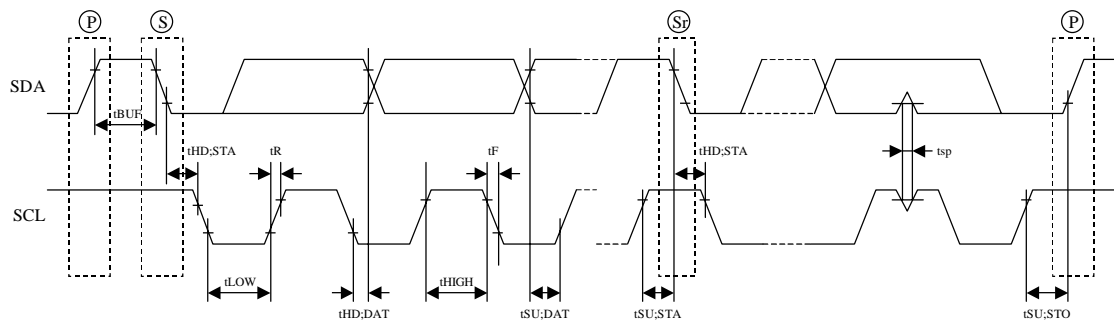 P S Sr P
SDA
tBUF
tHD;STA tR tF tHD;STA tsp
SCL
tLOW tHIGH
tHD;DAT tSU;DAT tSU;STA tSU;STO